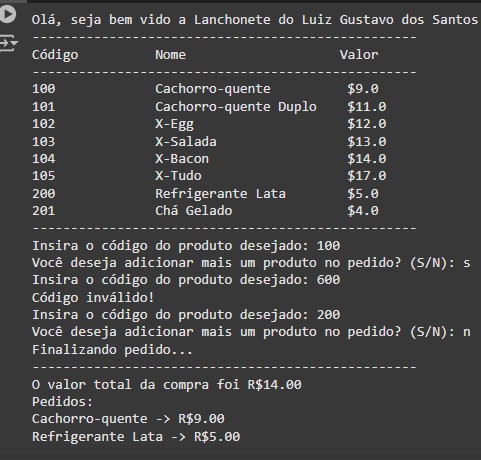 Olá, seja bem vido a Lanchonete do Luiz Gustavo dos Santos
--------------------------------------------------
Código Nome Valor
--------------------------------------------------
100 Cachorro-quente $9.0
101 Cachorro-quente Duplo $11.0
102 X-Egg $12.0
103 X-Salada $13.0
104 X-Bacon $14.0
105 X-Tudo $17.0
200 Refrigerante Lata $5.0
201 Chá Gelado $4.0
--------------------------------------------------
Insira o código do produto desejado: 100
Você deseja adicionar mais um produto no pedido? (S/N): s
Insira o código do produto desejado: 600
Código inválido!
Insira o código do produto desejado: 200
Você deseja adicionar mais um produto no pedido? (S/N): n
Finalizando pedido...
--------------------------------------------------
O valor total da compra foi R$14.00
Pedidos:
Cachorro-quente -> R$9.00
Refrigerante Lata -> R$5.00